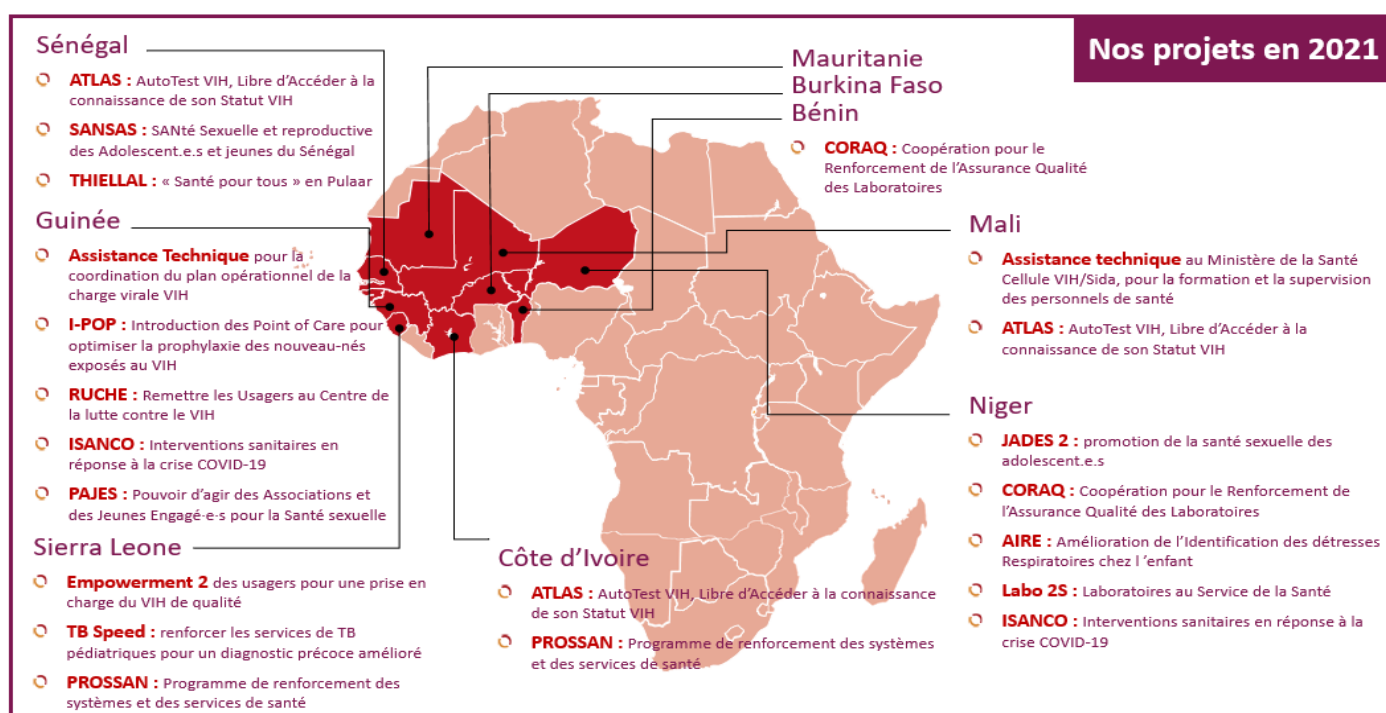 Nos projets en 2021
Sénégal
ATLAS : AutoTest VIH, Libre d’Accéder à la
connaissance de son Statut VIH
SANSAS : SANté Sexuelle et reproductive
des Adolescent.e.s et jeunes du Sénégal
THIELLAL : « Santé pour tous » en Pulaar
Guinée
Assistance Technique pour la
coordination du plan opérationnel de la
charge virale VIH
I-POP : Introduction des Point of Care pour
optimiser la prophylaxie des nouveau-nés
exposés au VIH
RUCHE : Remettre les Usagers au Centre de
la lutte contre le VIH
ISANCO : Interventions sanitaires en
réponse à la crise COVID-19
PAJES : Pouvoir d’agir des Associations et
des Jeunes Engagé·e·s pour la Santé sexuelle
Sierra Leone
Empowerment 2 des usagers pour une prise en
charge du VIH de qualité
TB Speed : renforcer les services de TB
pédiatriques pour un diagnostic précoce amélioré
PROSSAN : Programme de renforcement des
systèmes et des services de santé
Mauritanie
Burkina Faso
Bénin
CORAQ : Coopération pour le
Renforcement de l’Assurance Qualité
des Laboratoires
Mali
Assistance technique au Ministère de la Santé
Cellule VIH/Sida, pour la formation et la supervision
des personnels de santé
ATLAS : AutoTest VIH, Libre d’Accéder à la
connaissance de son Statut VIH
Niger
JADES 2 : promotion de la santé sexuelle des
adolescent.e.s
CORAQ : Coopération pour le Renforcement de
l’Assurance Qualité des Laboratoires
AIRE : Amélioration de l’Identification des détresses
Respiratoires chez l ’enfant
Labo 2S : Laboratoires au Service de la Santé
ISANCO : Interventions sanitaires en réponse à la
crise COVID-19
Côte d’Ivoire
ATLAS : AutoTest VIH, Libre d’Accéder à la connaissance
de son Statut VIH
PROSSAN : Programme de renforcement des systèmes
et des services de santé